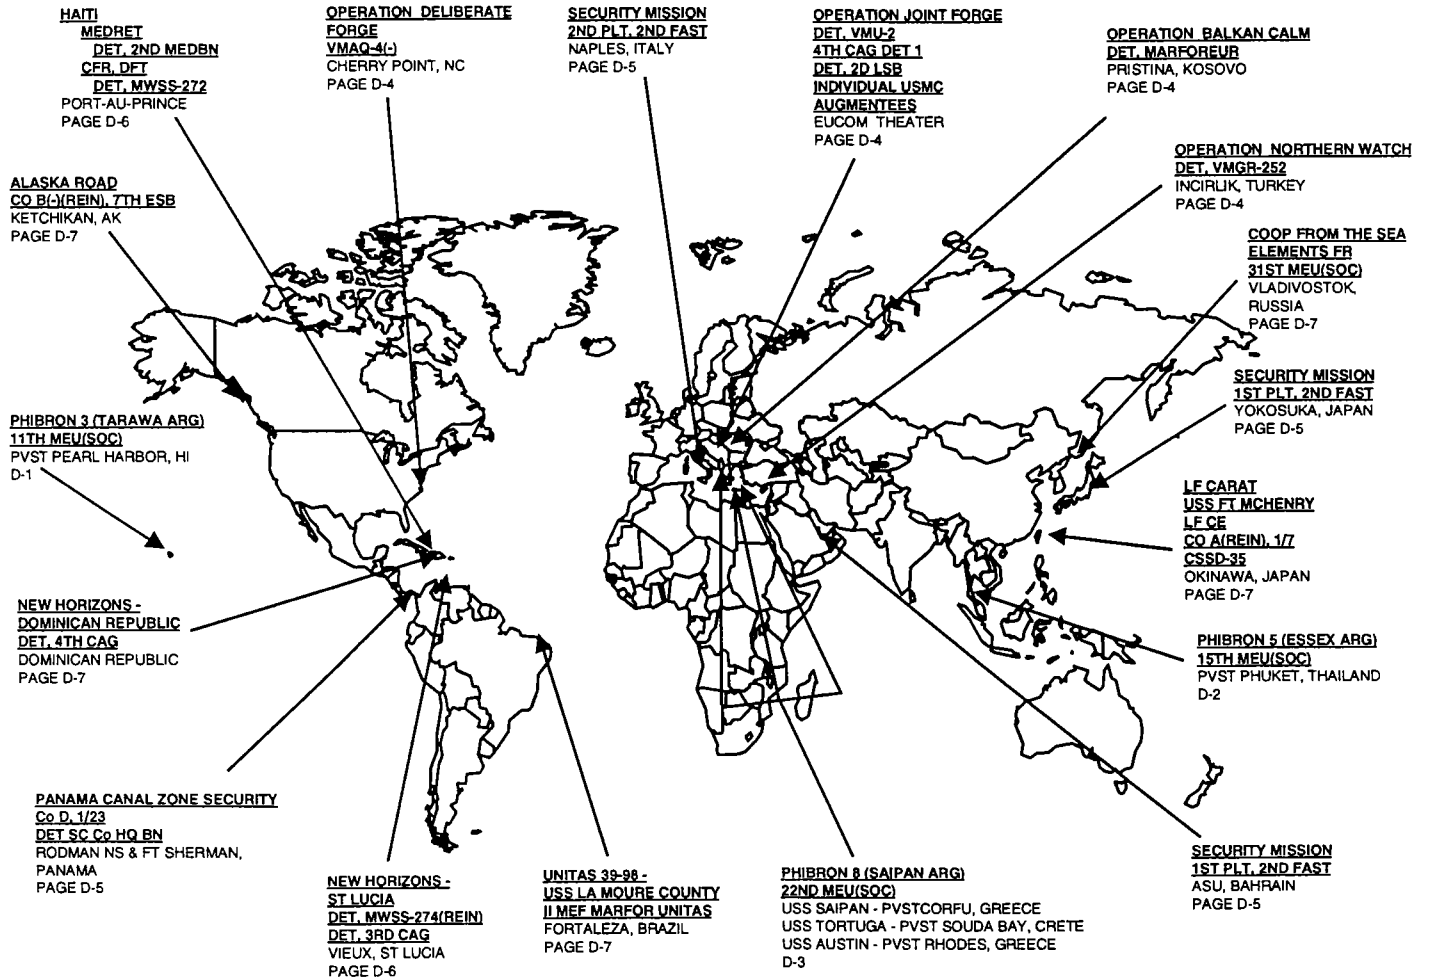 HAITI
MEDRET
DET, 2ND MEDBN
CFR, DFT
DET, MWSS-272
PORT-AU-PRINCE
PAGE D-6
OPERATION DELIBERATE
FORGE
VMAQ-4(-)
CHERRY POINT, NC
PAGE D-4
SECURITY MISSION
2ND PLT, 2ND FAST
NAPLES, ITALY
PAGE D-5
OPERATION JOINT FORGE
DET, VMU-2
4TH CAG DET 1
DET, 2D LSB
INDIVIDUAL USMC
AUGMENTEES
EUCOM THEATER
PAGE D-4
OPERATION BALKAN CALM
DET, MARFOREUR
PRISTINA, KOSOVO
PAGE D-4
OPERATION NORTHERN WATCH
DET, VMGR-252
INCIRLIK, TURKEY
PAGE D-4
ALASKA ROAD
CO B(-)(REIN), 7TH ESB
KETCHIKAN, AK
PAGE D-7
COOP FROM THE SEA
ELEMENTS FR
31ST MEU(SOC)
VLADIVOSTOK,
RUSSIA
PAGE D-7
SECURITY MISSION
1ST PLT, 2ND FAST
YOKOSUKA, JAPAN
PAGE D-5
PHIBRON 3 (TARAWA ARG)
11TH MEU(SOC)
PVST PEARL HARBOR, HI
D-1
LF CARAT
USS FT MCHENRY
LF CE
CO A(REIN), 1/7
CSSD-35
OKINAWA, JAPAN
PAGE D-7
NEW HORIZONS -
DOMINICAN REPUBLIC
DET, 4TH CAG
DOMINICAN REPUBLIC
PAGE D-7
PHIBRON 5 (ESSEX ARG)
15TH MEU(SOC)
PVST PHUKET, THAILAND
D-2
PANAMA CANAL ZONE SECURITY
Co D, 1/23
DET SC Co HQ BN
RODMAN NS & FT SHERMAN,
PANAMA
PAGE D-5
NEW HORIZONS -
ST LUCIA
DET, MWSS-274(REIN)
DET, 3RD CAG
VIEUX, ST LUCIA
PAGE D-6
UNITAS 39-98 -
USS LA MOURE COUNTY
II MEF MARFOR UNITAS
FORTALEZA, BRAZIL
PAGE D-7
PHIBRON 8 (SAIPAN ARG)
22ND MEU(SOC)
USS SAIPAN - PVSTCORFU, GREECE
USS TORTUGA - PVST SOUDA BAY, CRETE
USS AUSTIN - PVST RHODES, GREECE
D-3
SECURITY MISSION
1ST PLT, 2ND FAST
ASU, BAHRAIN
PAGE D-5